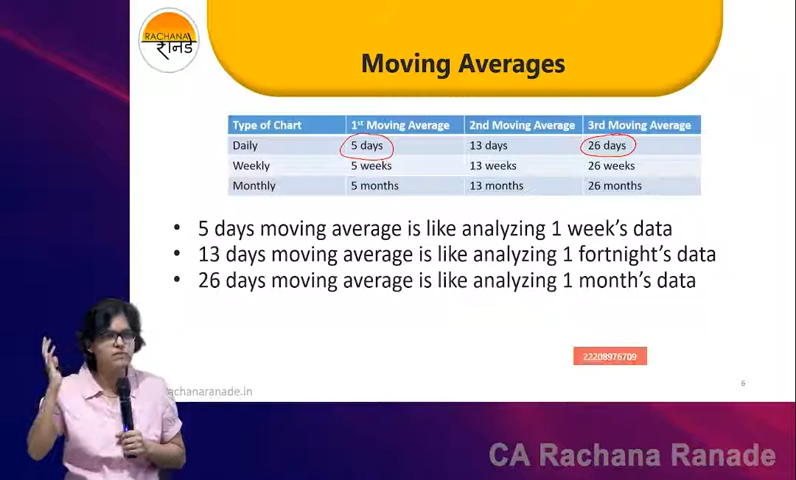 RACHANA
रानडे
Moving Averages
Type of Chart 1st Moving Average 2nd Moving Average 3rd Moving Average
Daily 5 days 13 days 26 days
Weekly 5 weeks 13 weeks 26 weeks
Monthly 5 months 13 months 26 months
• 5 days moving average is like analyzing 1 week's data
• 13 days moving average is like analyzing 1 fortnight's data
• 26 days moving average is like analyzing 1 month's data
22208976709
achanaranade.in
6
CA Rachana Ranade